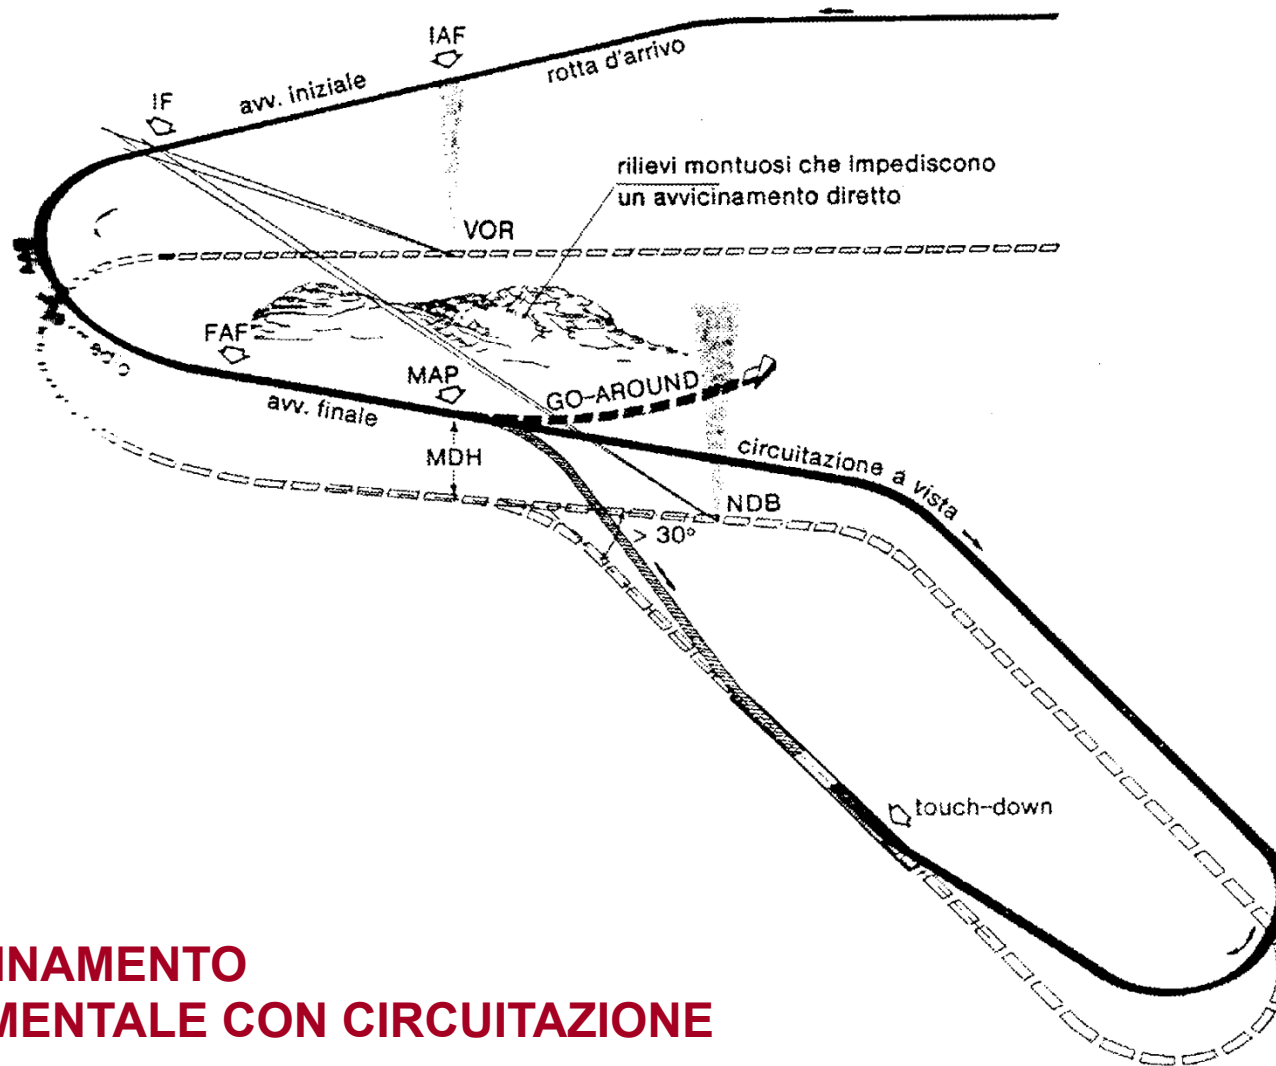 IAF
rotta d'arrivo
avv. iniziale
IF
rilievi montuosi che impediscono
un avvicinamento diretto
VOR
FAF
MAP
GO-AROUND
avv. finale
MDH
circuitazione a vista
NDB
> 30°
touch-down
INAMENTO
MENTALE CON CIRCUITAZIONE